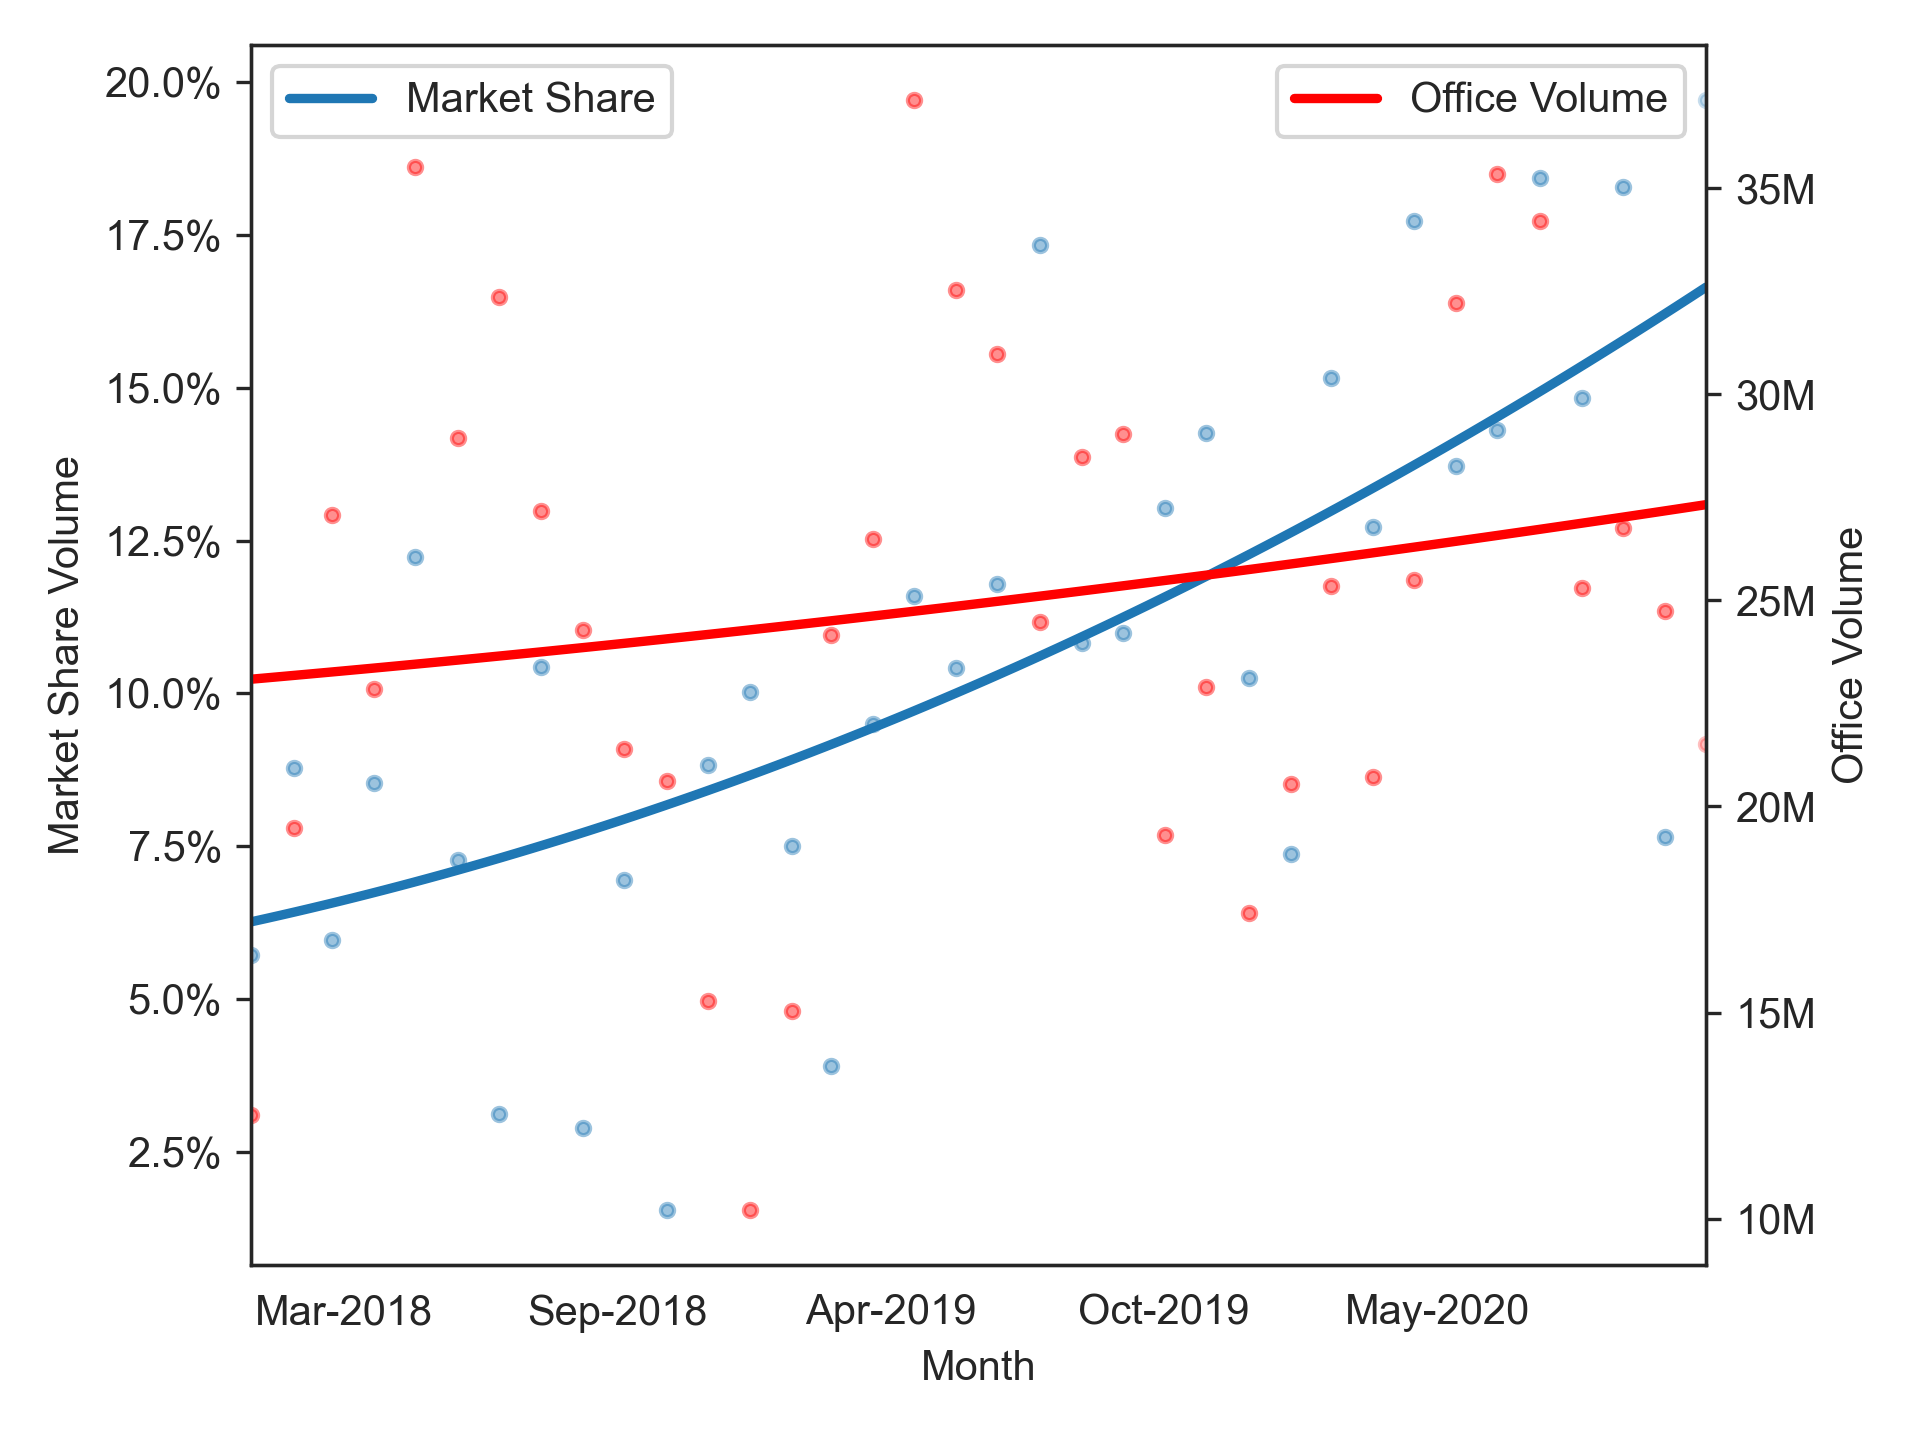 Market Share
Office Volume
20.0%
17.5%
15.0%
12.5%
10.0%
7.5%
5.0%
2.5%
Market Share Volume
35M
30M
25M
20M
15M
10M
Office Volume
Mar-2018
Sep-2018
Apr-2019
Oct-2019
May-2020
Month